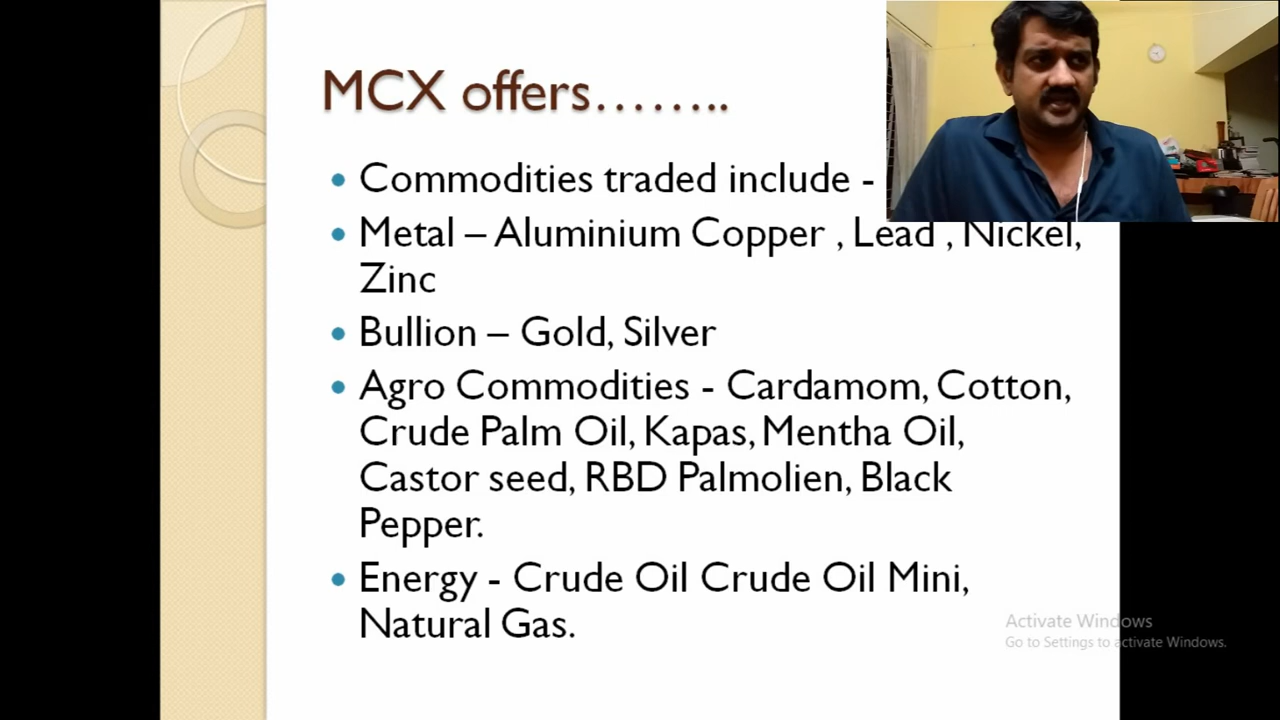 MCX offers……..
Commodities traded include -
Metal – Aluminium Copper , Lead , Nickel,
Zinc
Bullion – Gold, Silver
Agro Commodities - Cardamom, Cotton,
Crude Palm Oil, Kapas, Mentha Oil,
Castor seed, RBD Palmolien, Black
Pepper.
Energy - Crude Oil Crude Oil Mini,
Natural Gas.
Activate Windows
Go to Settings to activate Windows.